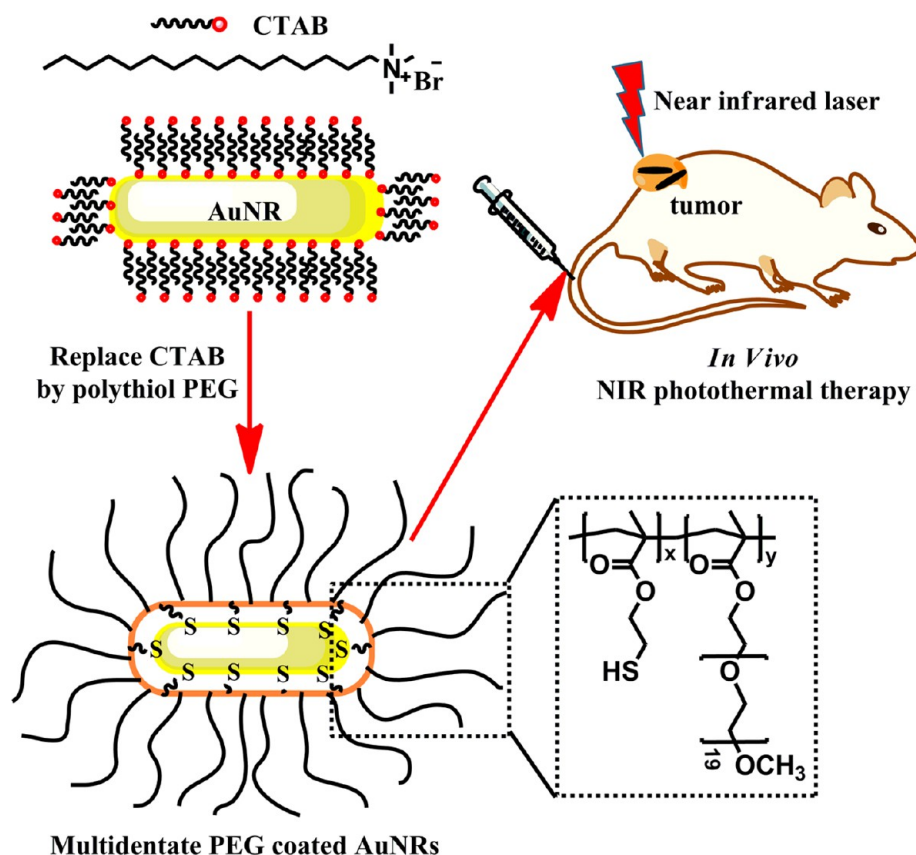 CTAB
N
+
Br
−
Near infrared laser
AuNR
tumor
Replace CTAB
by polythiol PEG
In Vivo
NIR photothermal therapy
x
y
O
O
O
O
HS
O
19
OCH3
S
S
S
S
S
S
S
S
S
S
S
Multidentate PEG coated AuNRs